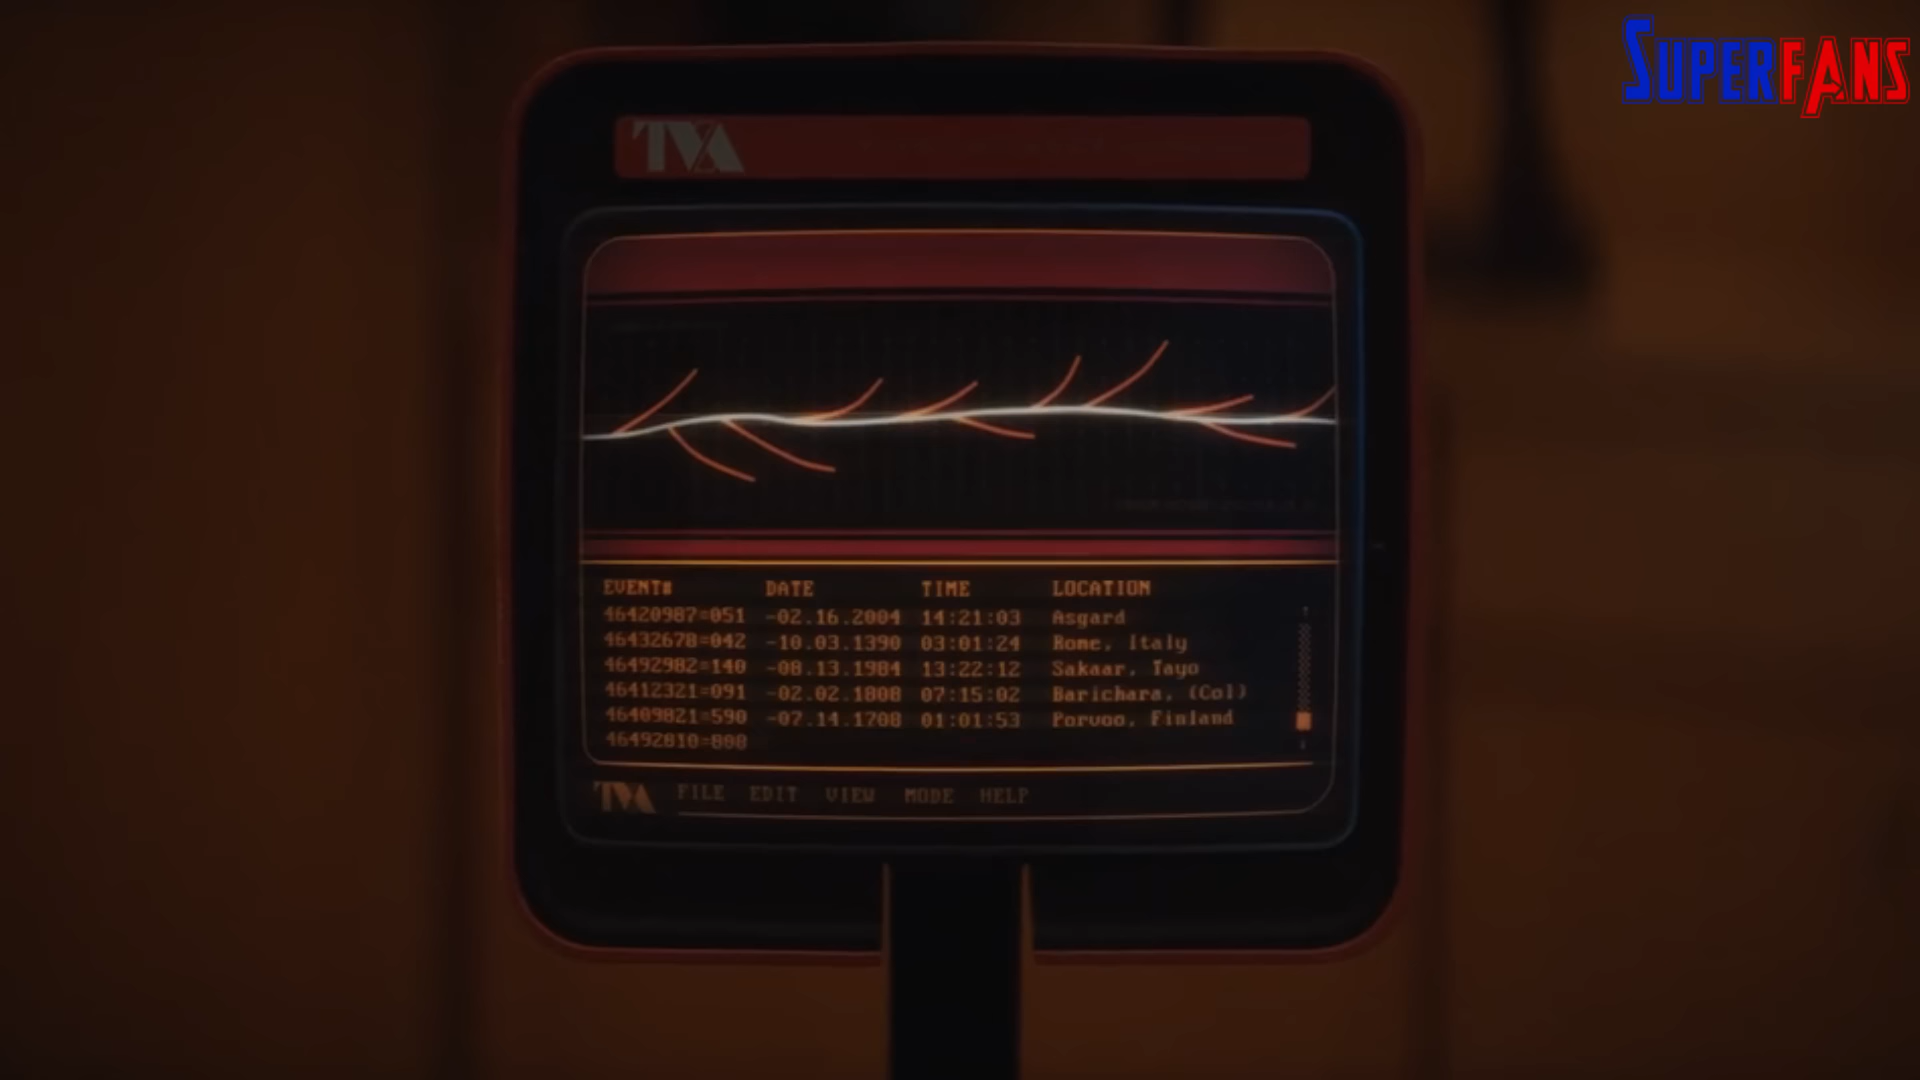 SUPERFANS
TVA
EVENT# DATE TIME LOCATION
46420987=051 -02.16.2004 14:21:03 Asgard
46432678=042 -10.03.1390 03:01:24 Rome, Italy
46492982=140 -08.13.1984 13:22:12 Sakaar, Tayo
46412321=091 -02.02.1808 07:15:02 Barichara, (Col)
46409821=590 -07.14.1708 01:01:53 Porvoo, Finland
46492810=808
TVA FILE EDIT VIEW MODE HELP